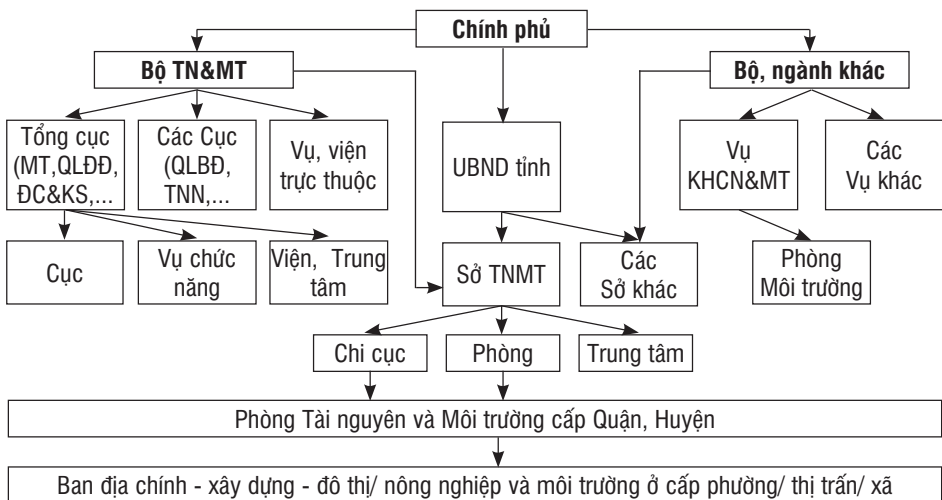 Chính phủ
Bộ TN&MT
Bộ, ngành khác
Tổng cục
(MT,QLĐĐ,
ĐC&KS,...
Các Cục
(QLBĐ,
TNN,...
Vụ, viện
trực thuộc
UBND tỉnh
Vụ
KHCN&MT
Các
Vụ khác
Cục
Vụ chức
năng
Viện, Trung
tâm
Sở TNMT
Các
Sở khác
Phòng
Môi trường
Chi cục
Phòng
Trung tâm
Phòng Tài nguyên và Môi trường cấp Quận, Huyện
Ban địa chính - xây dựng - đô thị/ nông nghiệp và môi trường ở cấp phường/ thị trấn/ xã